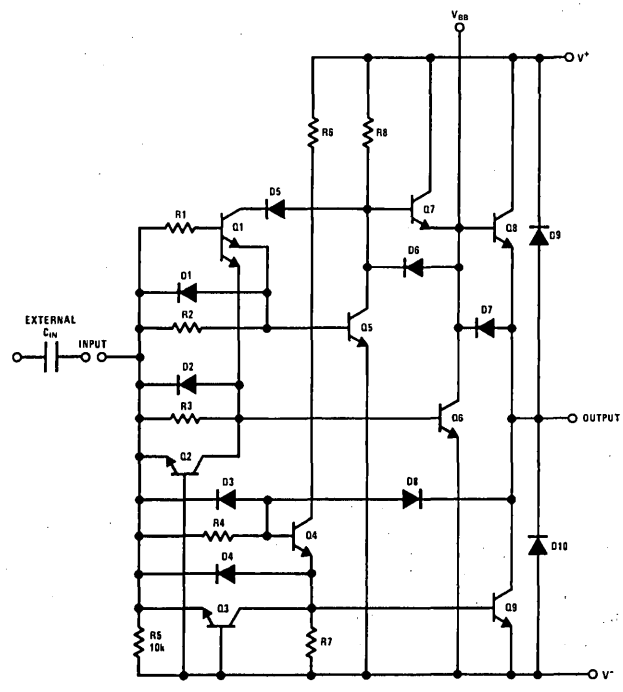 VBB
V+
R6
R8
D5
R1
Q1
Q7
Q8
D9
D1
D6
EXTERNAL
CIN
INPUT
R2
Q5
D7
D2
R3
Q6
OUTPUT
Q2
D3
D8
R4
Q4
D10
D4
Q3
Q9
R5
10k
R7
V-